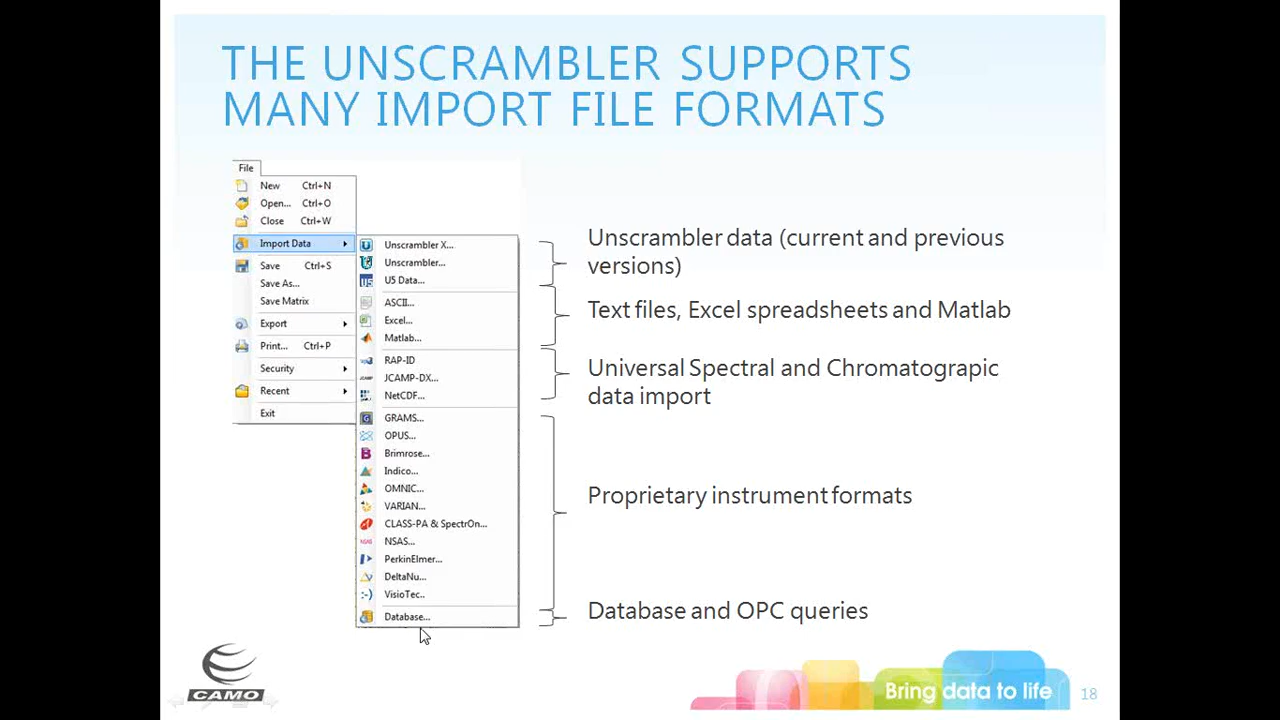 THE UNSCRAMBLER SUPPORTS
MANY IMPORT FILE FORMATS
File
New Ctrl+N
Open... Ctrl+O
Close Ctrl+W
Import Data
Save Ctrl+S
Save As...
Save Matrix
Export
Print... Ctrl+P
Security
Recent
Exit
Unscrambler X...
Unscrambler...
U5 U5 Data...
ASCII...
Excel...
Matlab...
RAP-ID
JCAMP JCAMP-DX...
NetCDF...
G GRAMS...
OPUS...
B Brimrose...
Indico...
OMNIC...
VARIAN...
CLASS-PA & SpectrOn...
NSAS NSAS...
PerkinElmer...
DeltaNu...
:-) VisioTec..
Database...
Unscrambler data (current and previous
versions)
Text files, Excel spreadsheets and Matlab
Universal Spectral and Chromatograpic
data import
Proprietary instrument formats
Database and OPC queries
CAMO
Bring data to life
18